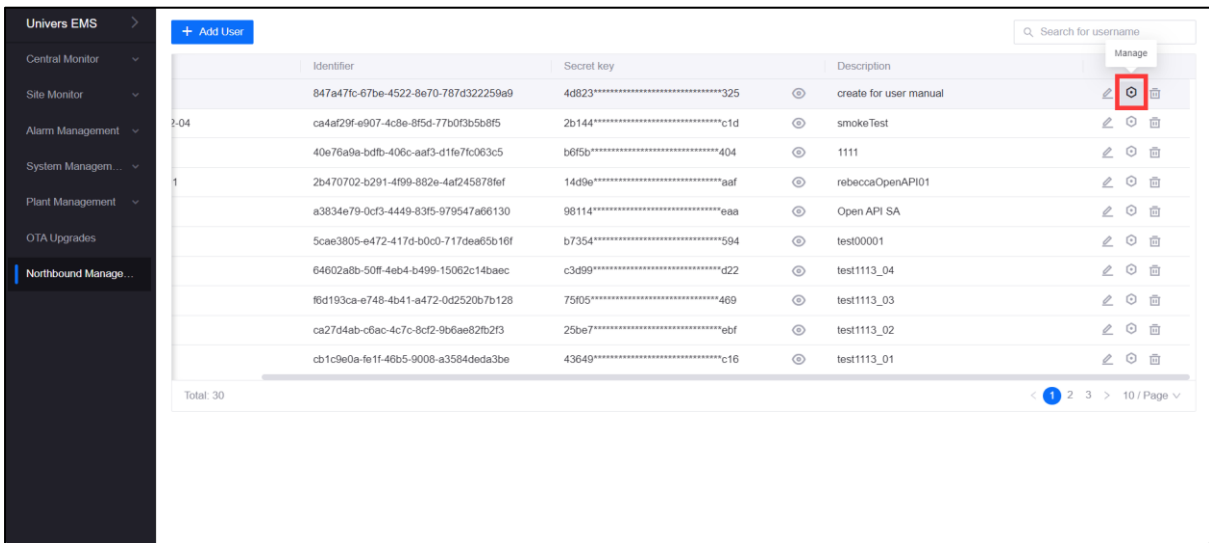 Univers EMS
+ Add User
Search for username
Manage
Central Monitor
Site Monitor
Alarm Management
System Managem...
Plant Management
OTA Upgrades
Northbound Manage...
Identifier Secret key Description
847a47fc-67be-4522-8e70-787d322259a9 4d823********************************325 create for user manual
2-04 ca4af29f-e907-4c8e-8f5d-77b0f3b5b8f5 2b144********************************c1d smokeTest
40e76a9a-bdfb-406c-aaf3-d1fe7fc063c5 b6f5b********************************404 1111
1 2b470702-b291-4f99-882e-4af245878fef 14d9e********************************aaf rebeccaOpenAPI01
a3834e79-0cf3-4449-83f5-979547a66130 98114********************************eaa Open API SA
5cae3805-e472-417d-b0c0-717dea65b16f b7354********************************594 test00001
64602a8b-50ff-4eb4-b499-15062c14baec c3d99********************************d22 test1113_04
f6d193ca-e748-4b41-a472-0d2520b7b128 75f05********************************469 test1113_03
ca27d4ab-c6ac-4c7c-8cf2-9b6ae82fb2f3 25be7********************************ebf test1113_02
cb1c9e0a-fe1f-46b5-9008-a3584deda3be 43649********************************c16 test1113_01
Total: 30 < 1 2 3 > 10 / Page